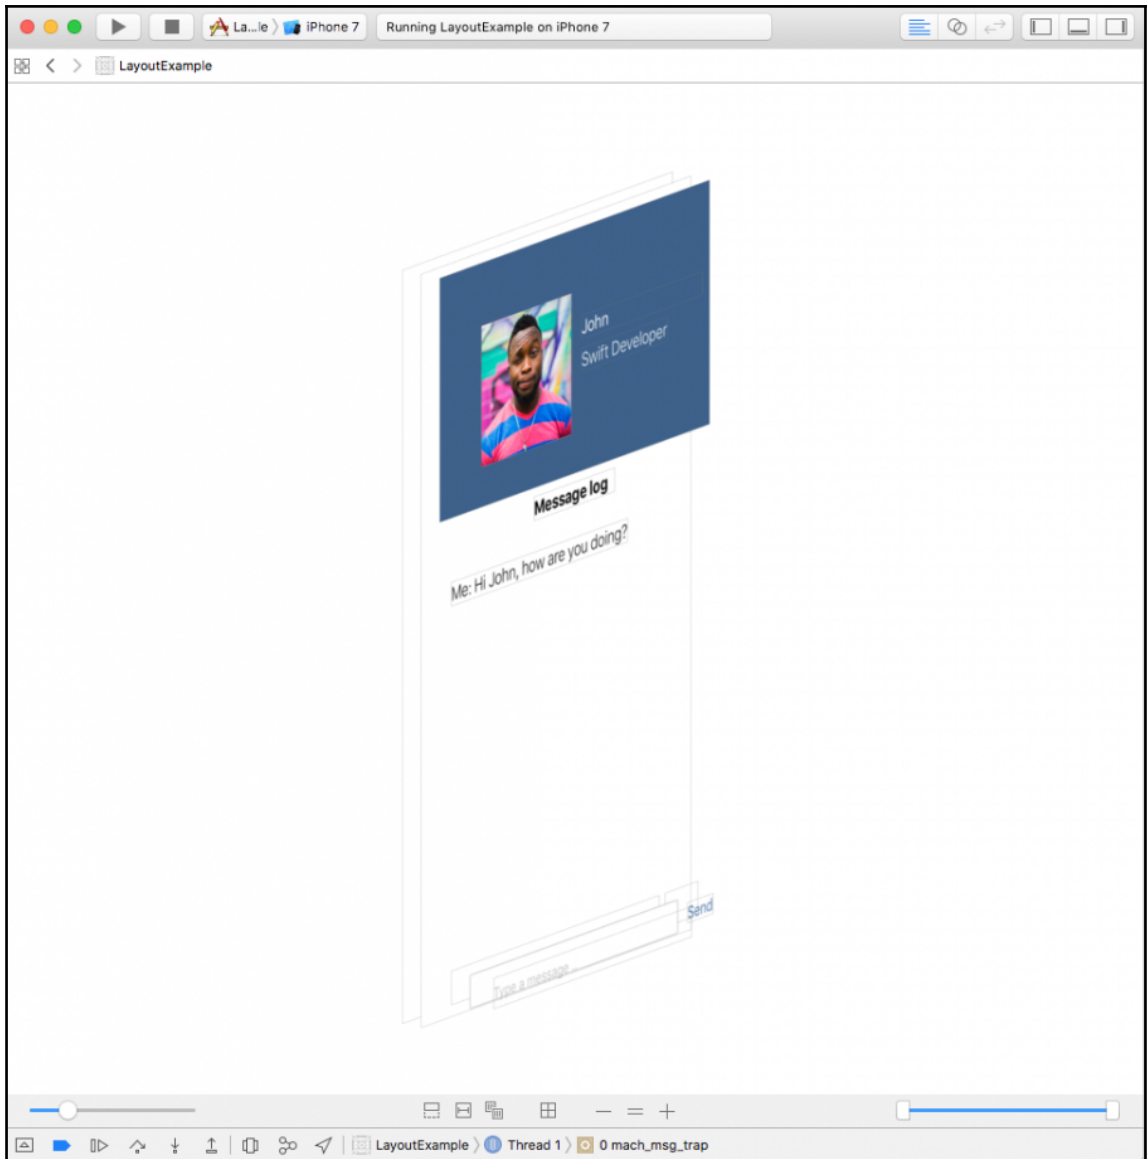 La...le iPhone 7 Running LayoutExample on iPhone 7
LayoutExample
John
Swift Developer
Message log
Me: Hi John, how are you doing?
Send
Type a message ...
LayoutExample Thread 1 0 mach_msg_trap